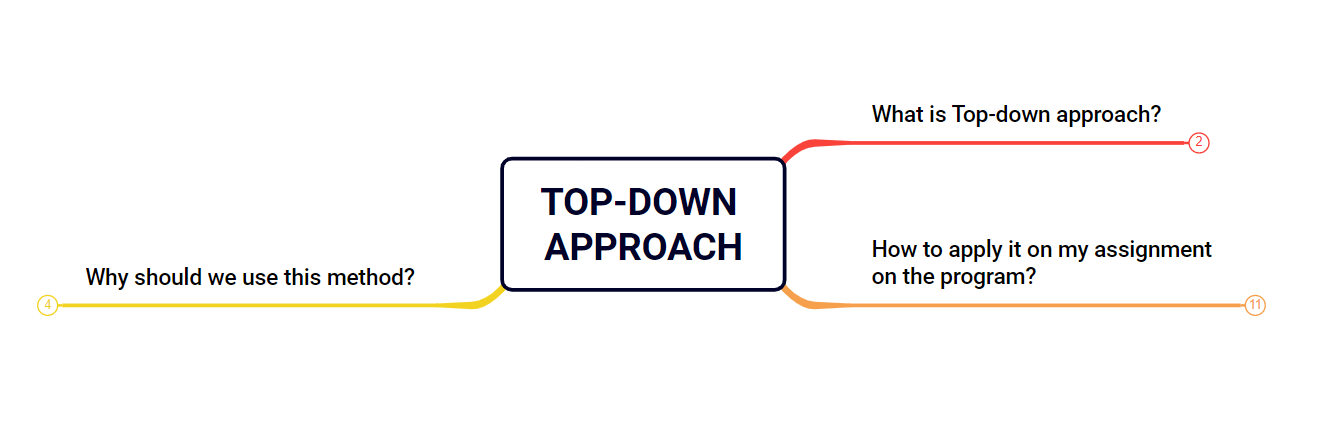 What is Top-down approach?
2
TOP-DOWN
APPROACH
How to apply it on my assignment
on the program?
11
Why should we use this method?
4